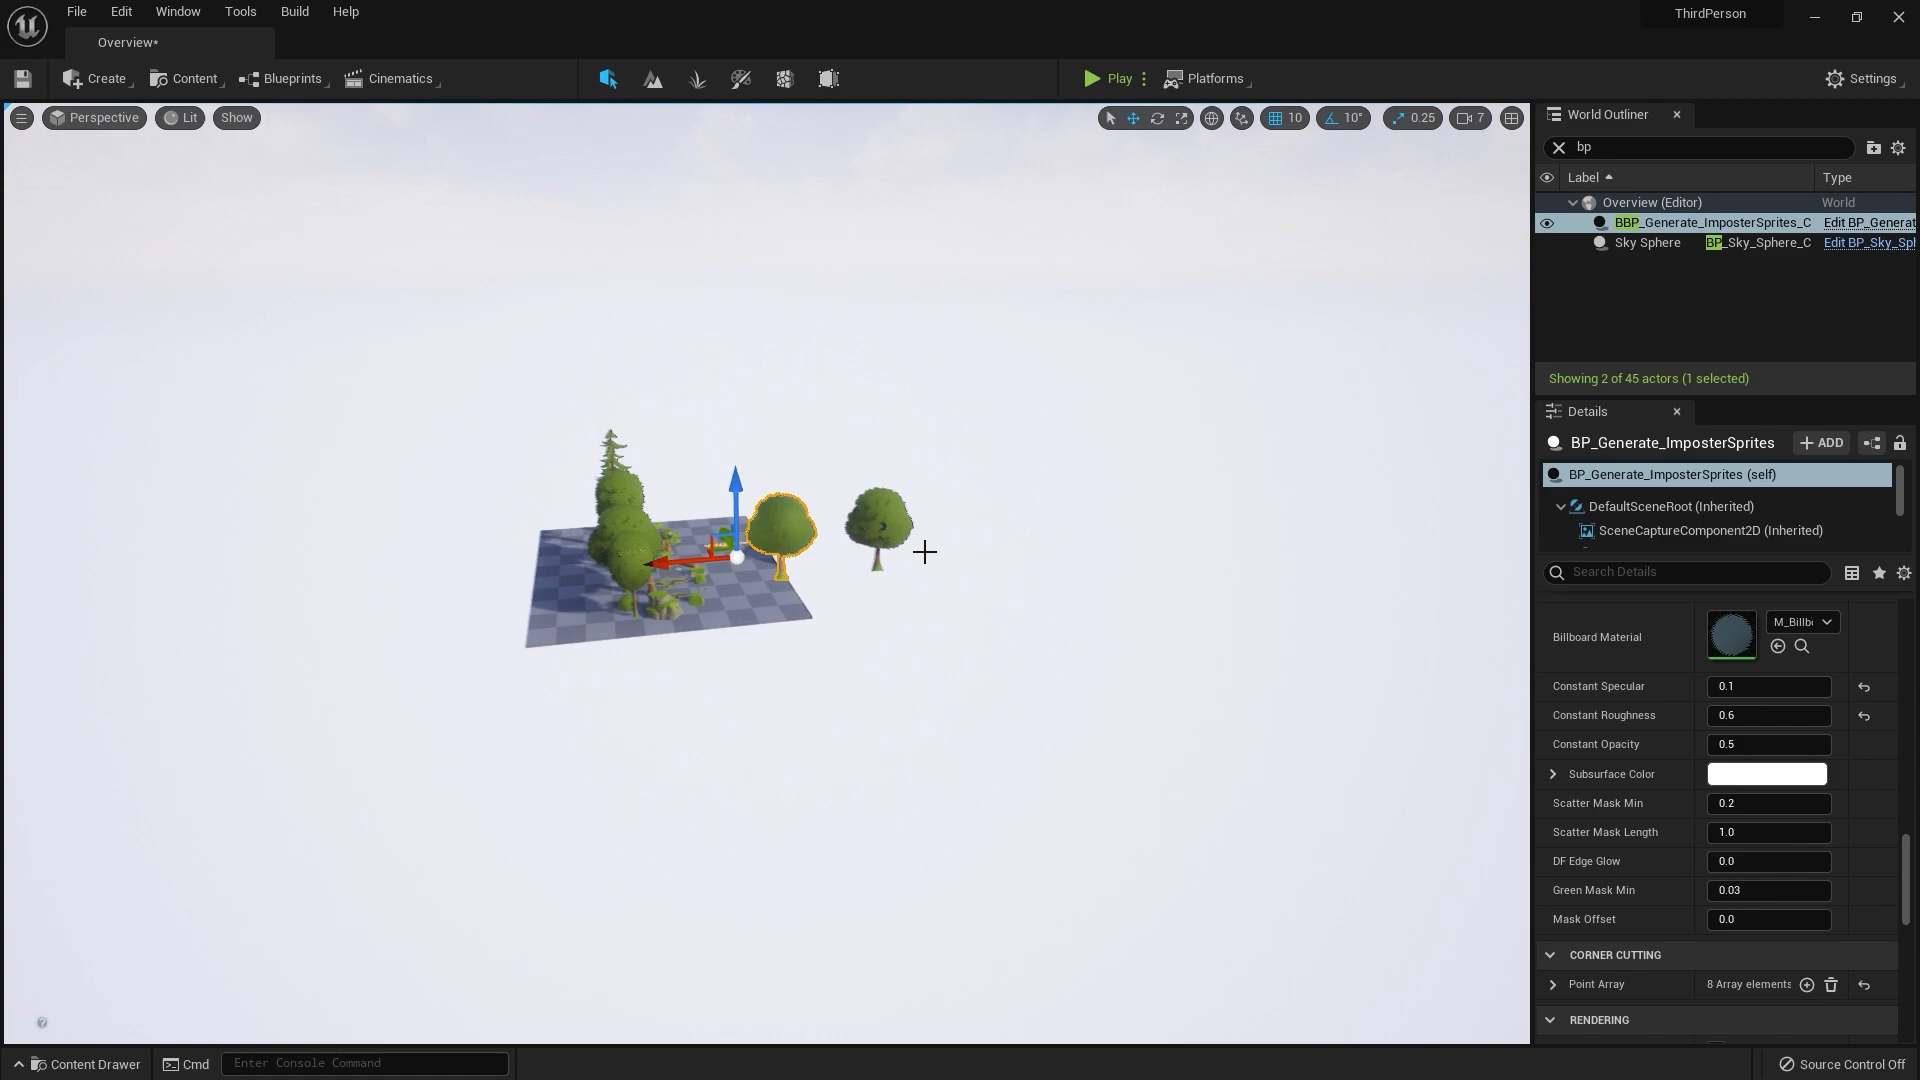 File Edit Window Tools Build Help
ThirdPerson
Overview*
Create Content Blueprints Cinematics Play Platforms Settings
Perspective Lit Show 10 10° 0.25 7
World Outliner
bp
Label Type
Overview (Editor) World
BBP_Generate_ImposterSprites_C Edit BP_Generat
Sky Sphere BP_Sky_Sphere_C Edit BP_Sky_Spl
Showing 2 of 45 actors (1 selected)
Details
BP_Generate_ImposterSprites ADD
BP_Generate_ImposterSprites (self)
DefaultSceneRoot (Inherited)
SceneCaptureComponent2D (Inherited)
Search Details
Billboard Material M_Billb
Constant Specular 0.1
Constant Roughness 0.6
Constant Opacity 0.5
Subsurface Color
Scatter Mask Min 0.2
Scatter Mask Length 1.0
DF Edge Glow 0.0
Green Mask Min 0.03
Mask Offset 0.0
CORNER CUTTING
Point Array 8 Array elements
RENDERING
Content Drawer Cmd Enter Console Command Source Control Off